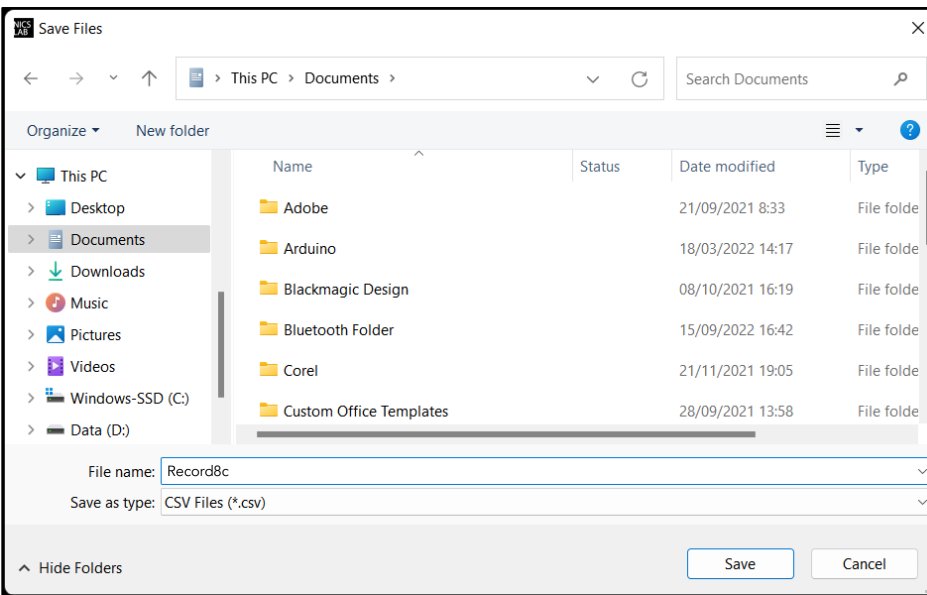 NICS
LAB
Save Files
This PC > Documents >
Search Documents
Organize
New folder
Name
Status
Date modified
Type
This PC
Desktop
Documents
Downloads
Music
Pictures
Videos
Windows-SSD (C:)
Data (D:)
Adobe 21/09/2021 8:33 File folde
Arduino 18/03/2022 14:17 File folde
Blackmagic Design 08/10/2021 16:19 File folde
Bluetooth Folder 15/09/2022 16:42 File folde
Corel 21/11/2021 19:05 File folde
Custom Office Templates 28/09/2021 13:58 File folde
File name: Record8c
Save as type: CSV Files (*.csv)
Hide Folders
Save
Cancel